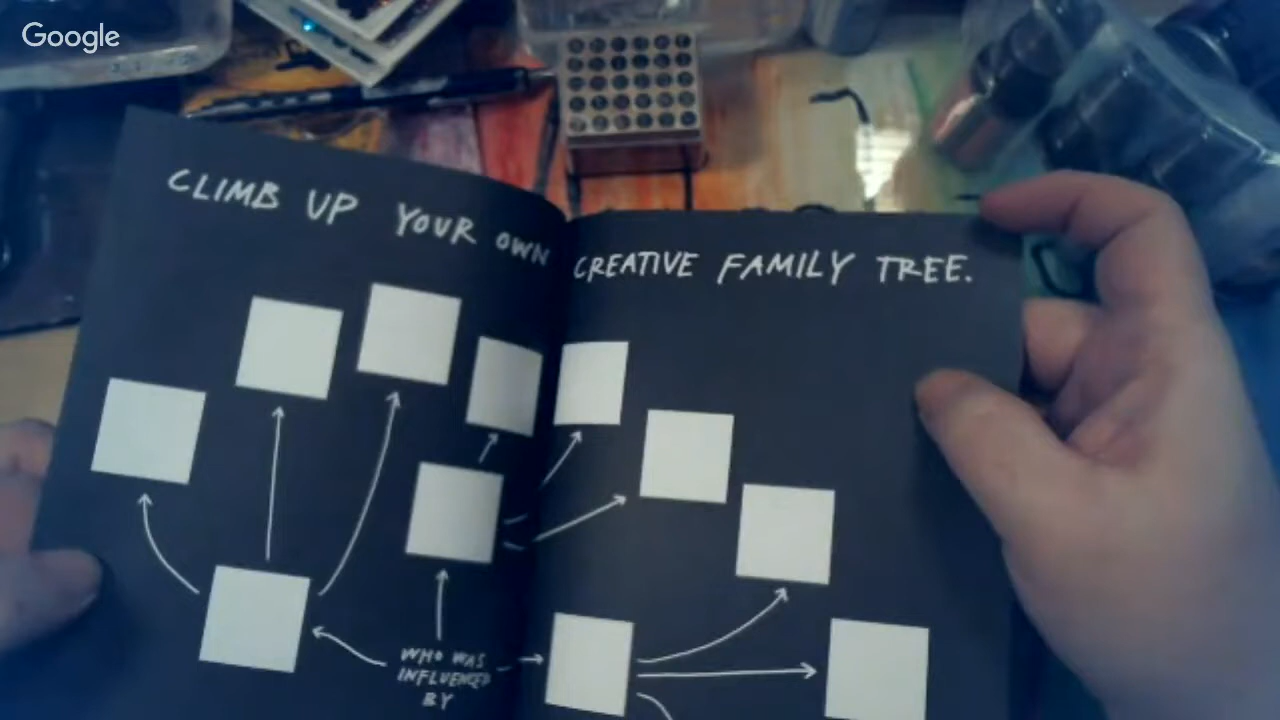 Google
CLIMB UP YOUR OWN CREATIVE FAMILY TREE.
WHO WAS
INFLUENCED
BY